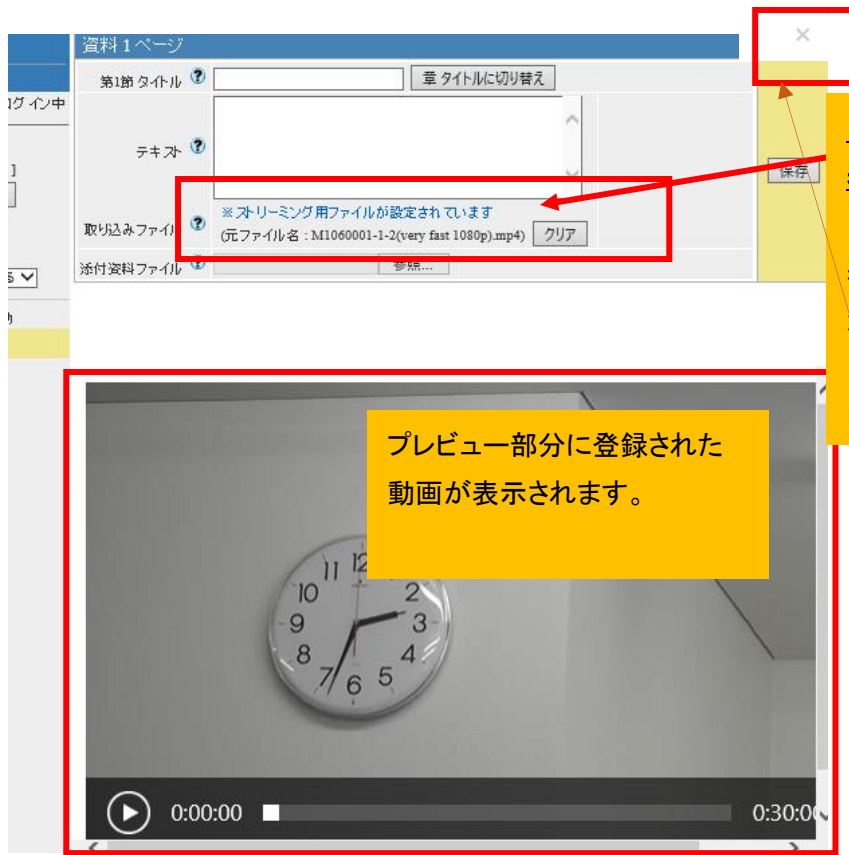 資料 1 ページ
×
第1節 タイトル
章 タイトルに切り替え
ログイン中
テキスト
]
保存
※ストリーミング用ファイルが設定されています
取り込みファイル
(元ファイル名 : M1060001-1-2(very fast 1080p).mp4)
クリア
添付資料ファイル
参照...
プレビュー部分に登録された
動画が表示されます。
11 12
10 2
9 3
8 4
7 6 5
0:00:00
0:30:00